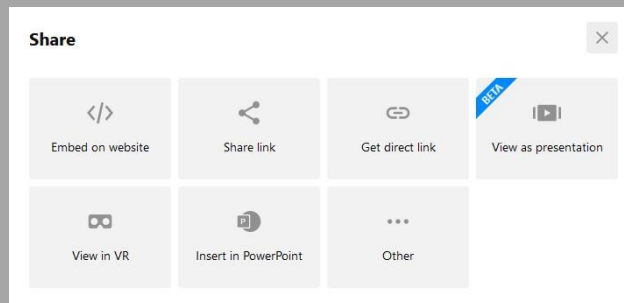 Share
Embed on website
Share link
Get direct link
BETA
View as presentation
View in VR
P
Insert in PowerPoint
Other